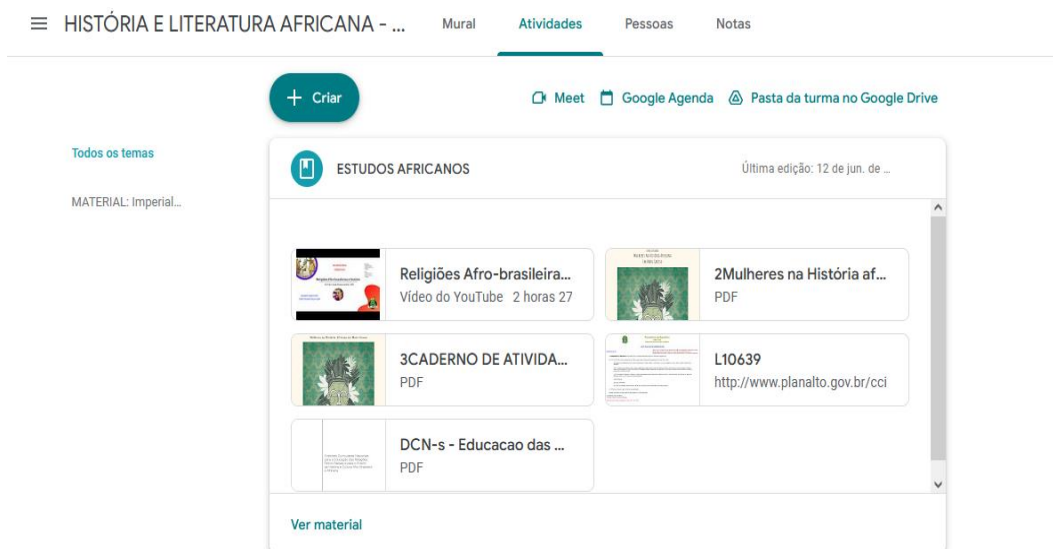 HISTÓRIA E LITERATURA AFRICANA - ...
Mural
Atividades
Pessoas
Notas
Criar
Meet
Google Agenda
Pasta da turma no Google Drive
Todos os temas
MATERIAL: Imperial...
ESTUDOS AFRICANOS
Última edição: 12 de jun. de ...
Religiões Afro-brasileira...
Vídeo do YouTube 2 horas 27
2Mulheres na História af...
PDF
3CADERNO DE ATIVIDA...
PDF
L10639
http://www.planalto.gov.br/cci
DCN-s - Educacao das ...
PDF
Ver material